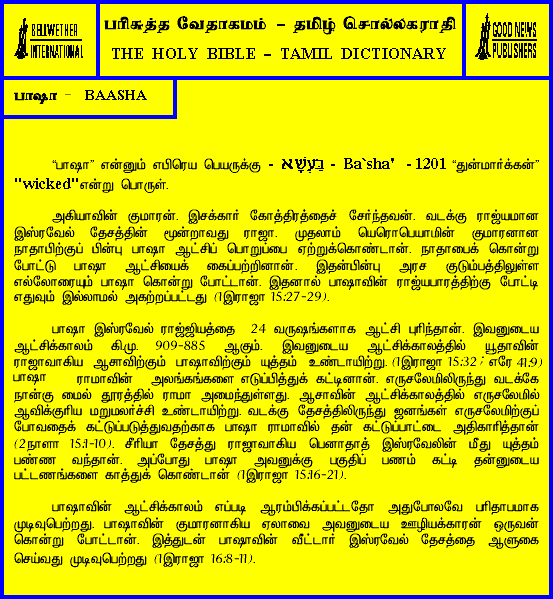 BELLWETHER
INTERNATIONAL
பரிசுத்த வேதாகமம் – தமிழ் சொல்லகராதி
THE HOLY BIBLE – TAMIL DICTIONARY
GOOD NEWS
PUBLISHERS
பாஷா – BAASHA
“பாஷா” என்னும் எபிரெய பெயருக்கு - בַּעְשָׁא - Ba`sha' - 1201 “துன்மார்க்கன்”
"wicked"என்று பொருள்.
அகியாவின் குமாரன். இசக்கார் கோத்திரத்தைச் சேர்ந்தவன். வடக்கு ராஜ்யமான
இஸ்ரவேல் தேசத்தின் மூன்றாவது ராஜா. முதலாம் யெரொபெயாமின் குமாரனான
நாதாபிற்குப் பின்பு பாஷா ஆட்சிப் பொறுப்பை ஏற்றுக்கொண்டான். நாதாபைக் கொன்று
போட்டு பாஷா ஆட்சியைக் கைப்பற்றினான். இதன்பின்பு அரச குடும்பத்திலுள்ள
எல்லோரையும் பாஷா கொன்று போட்டான். இதனால் பாஷாவின் ராஜ்யபாரத்திற்கு போட்டி
எதுவும் இல்லாமல் அகற்றப்பட்டது (1இராஜா 15:27-29).
பாஷா இஸ்ரவேல் ராஜ்ஜியத்தை 24 வருஷங்களாக ஆட்சி புரிந்தான். இவனுடைய
ஆட்சிக்காலம் கி.மு. 909-885 ஆகும். இவனுடைய ஆட்சிக்காலத்தில் யூதாவின்
ராஜாவாகிய ஆசாவிற்கும் பாஷாவிற்கும் யுத்தம் உண்டாயிற்று. (1இராஜா 15:32 ; எரே 41:9)
பாஷா ராமாவின் அலங்கங்களை எடுப்பித்துக் கட்டினான். எருசலேமிலிருந்து வடக்கே
நான்கு மைல் தூரத்தில் ராமா அமைந்துள்ளது. ஆசாவின் ஆட்சிக்காலத்தில் எருசலேமில்
ஆவிக்குரிய மறுமலர்ச்சி உண்டாயிற்று. வடக்கு தேசத்திலிருந்து ஜனங்கள் எருசலேமிற்குப்
போவதைக் கட்டுப்படுத்துவதற்காக பாஷா ராமாவில் தன் கட்டுப்பாட்டை அதிகாரித்தான்
(2நாளா 15:1-10). சீரியா தேசத்து ராஜாவாகிய பெனாதாத் இஸ்ரவேலின் மீது யுத்தம்
பண்ண வந்தான். அப்போது பாஷா அவனுக்கு பகுதிப் பணம் கட்டி தன்னுடைய
பட்டணங்களை காத்துக் கொண்டான் (1இராஜா 15:16-21).
பாஷாவின் ஆட்சிக்காலம் எப்படி ஆரம்பிக்கப்பட்டதோ அதுபோலவே பரிதாபமாக
முடிவுபெற்றது. பாஷாவின் குமாரனாகிய ஏலாவை அவனுடைய ஊழியக்காரன் ஒருவன்
கொன்று போட்டான். இத்துடன் பாஷாவின் வீட்டார் இஸ்ரவேல் தேசத்தை ஆளுகை
செய்வது முடிவுபெற்றது (1இராஜா 16:8-11).